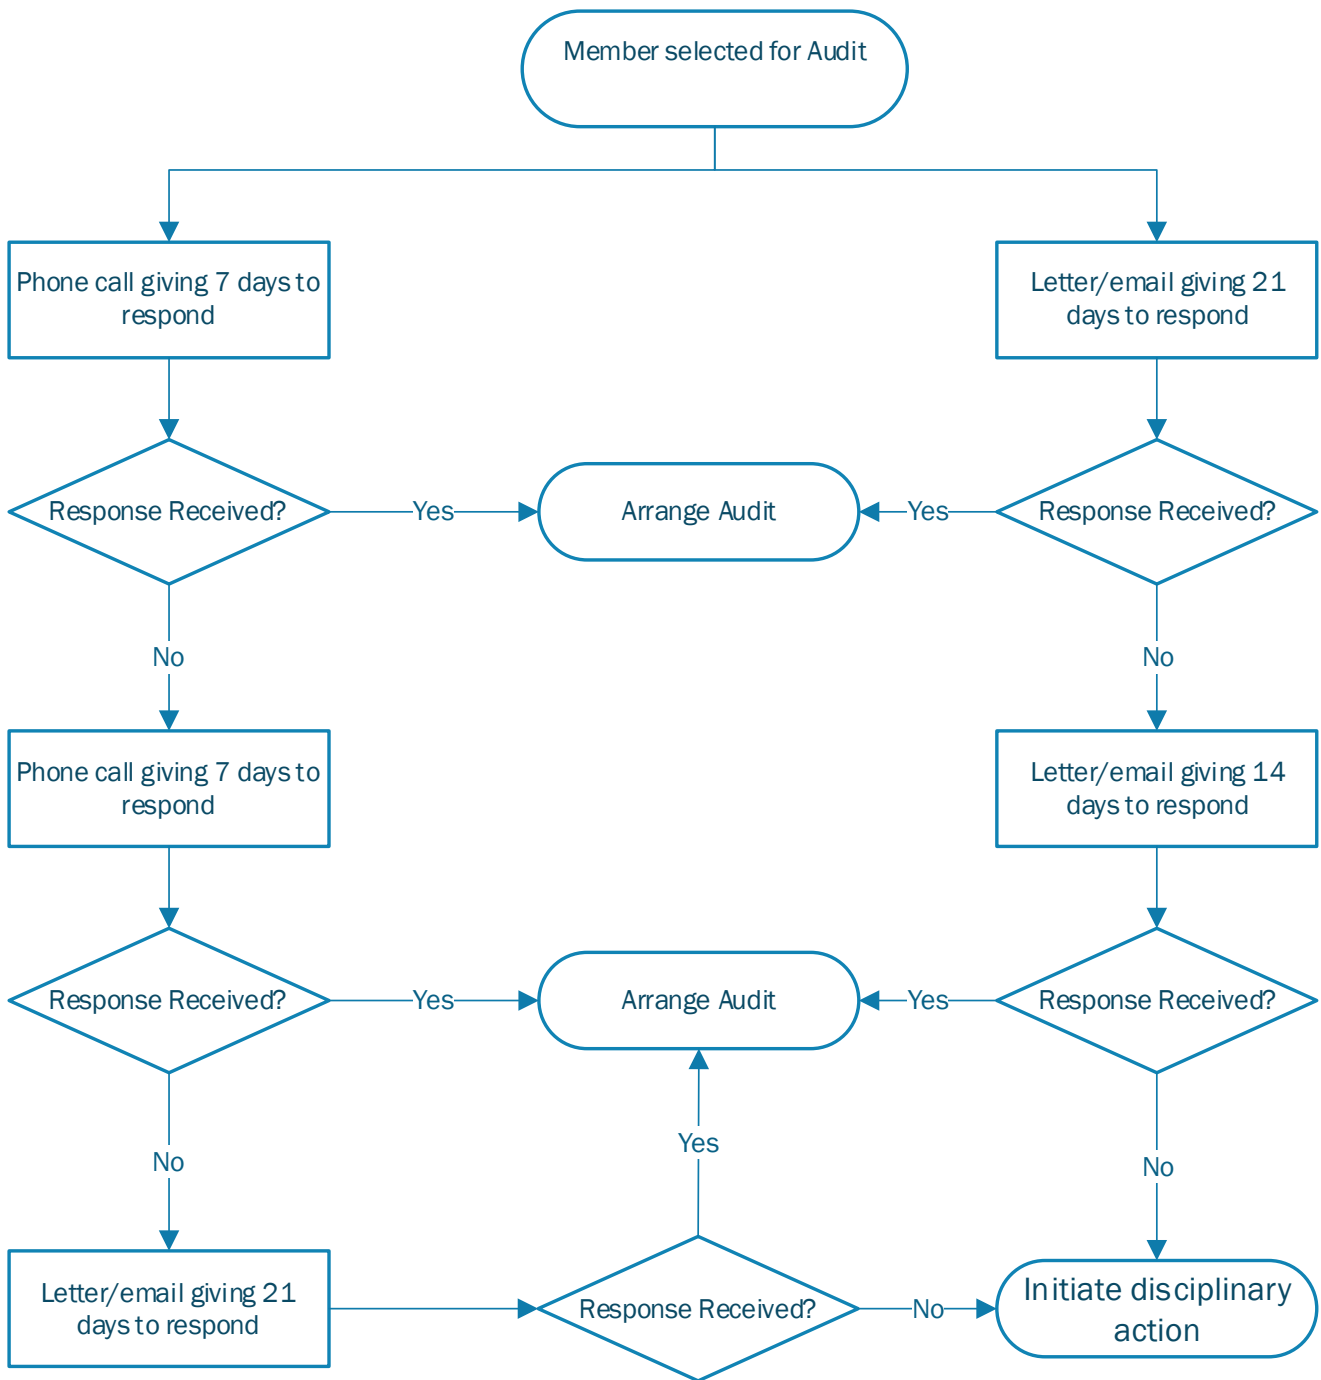 Member selected for Audit
Phone call giving 7 days to
respond
Letter/email giving 21
days to respond
Response Received?
Yes
Arrange Audit
Yes
Response Received?
No
No
Phone call giving 7 days to
respond
Letter/email giving 14
days to respond
Response Received?
Yes
Arrange Audit
Yes
Response Received?
Yes
No
No
Letter/email giving 21
days to respond
Response Received?
No
Initiate disciplinary
action